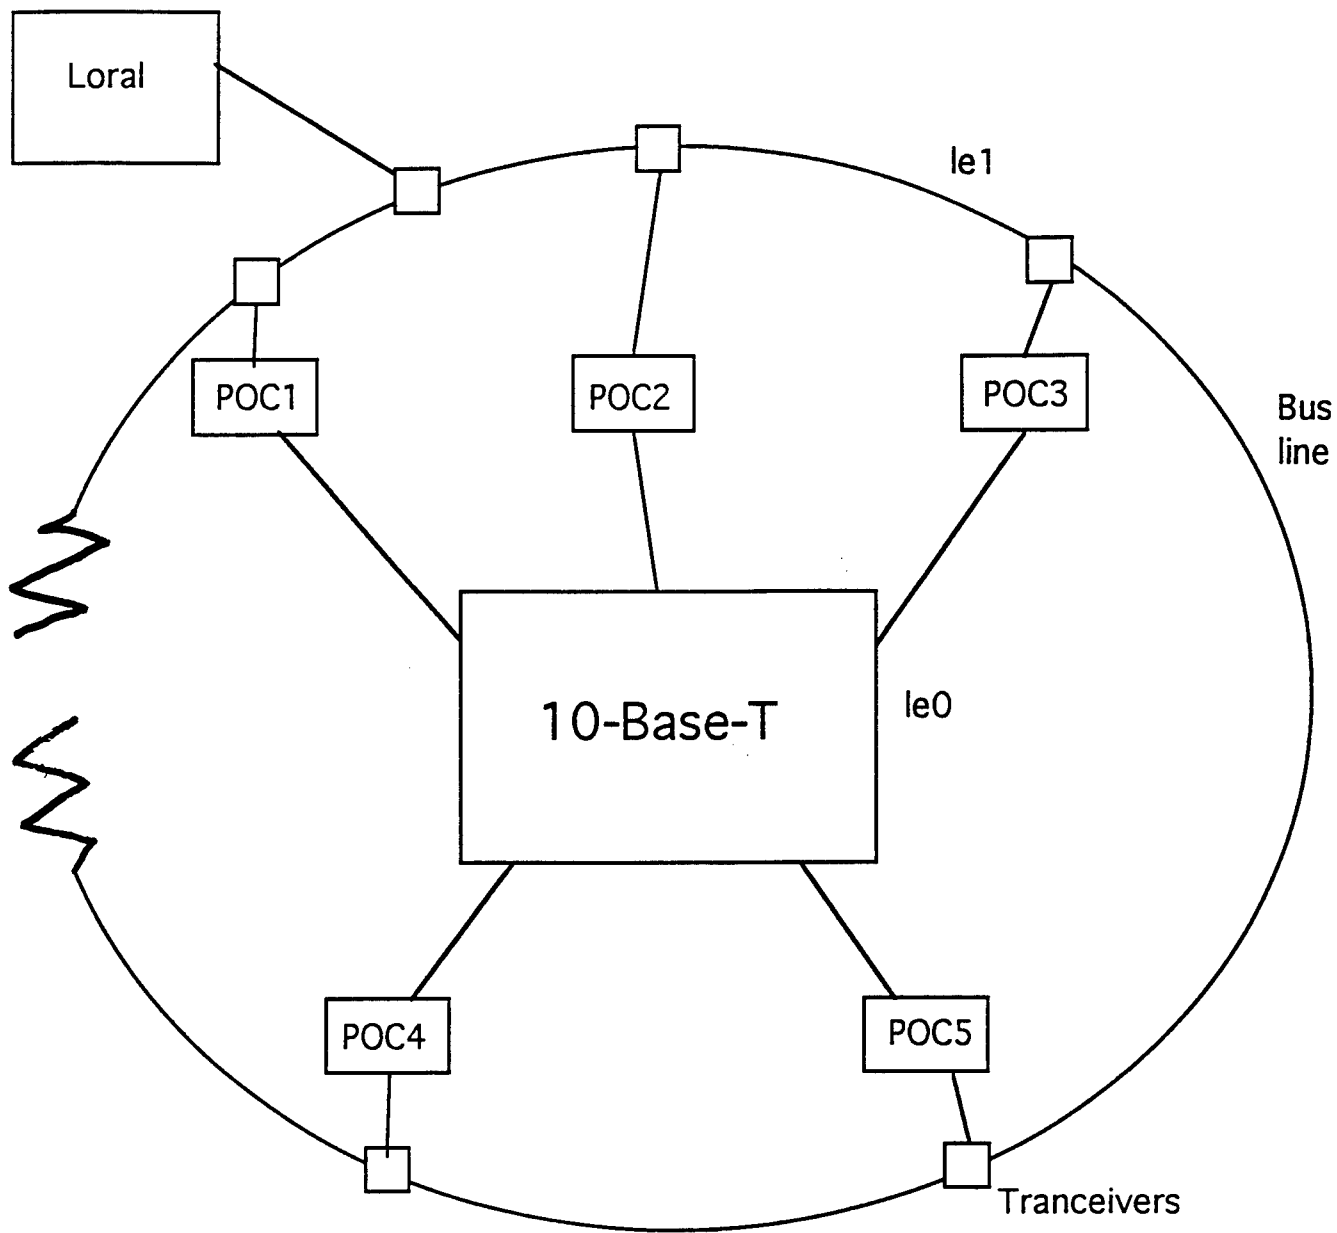 Loral
le1
POC1
POC2
POC3
Bus
line
10-Base-T
le0
POC4
POC5
Tranceivers